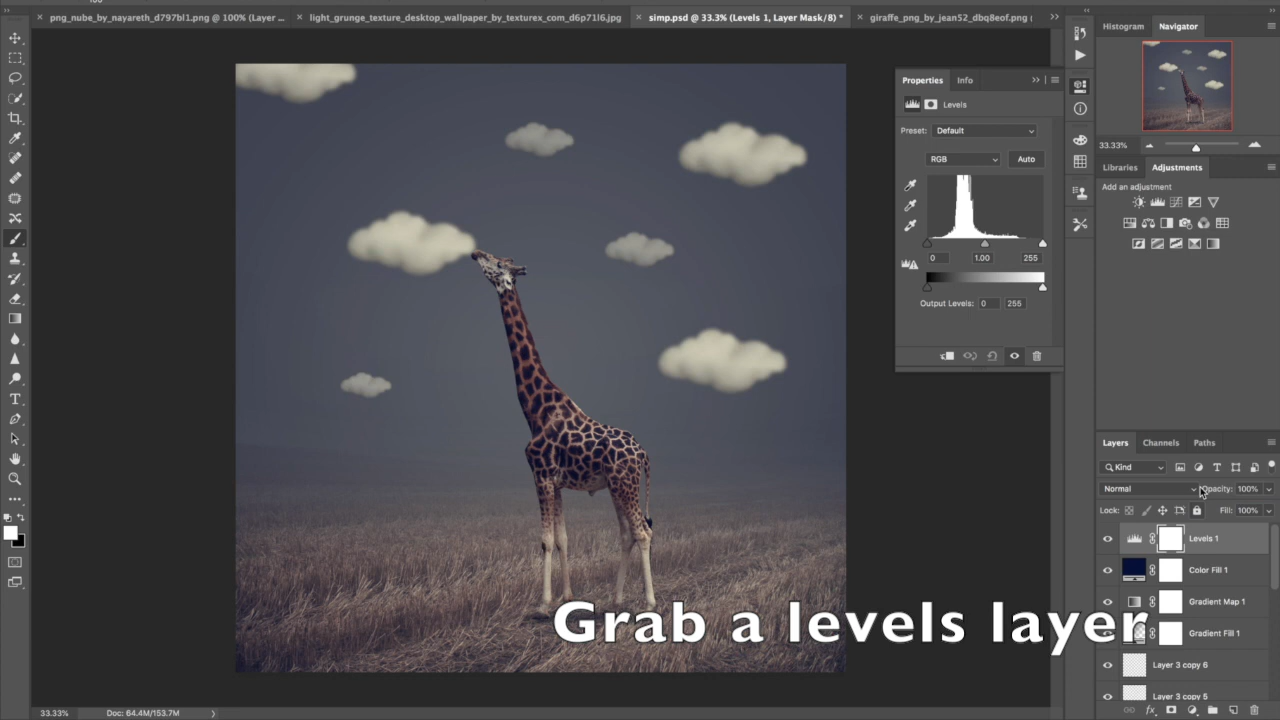 png_nube_by_nayareth_d797bl1.png @ 100% (Layer ...
light_grunge_texture_desktop_wallpaper_by_texturex_com_d6p71l6.jpg
simp.psd @ 33.3% (Levels 1, Layer Mask/8) *
giraffe_png_by_jean52_dbq8eof.png (
Histogram
Navigator
33.33%
Properties
Info
Levels
Preset: Default
RGB
Auto
0 1.00 255
Output Levels: 0 255
Libraries
Adjustments
Add an adjustment
Layers
Channels
Paths
Kind
Normal
Opacity: 100%
Lock:
Fill: 100%
Levels 1
Color Fill 1
Gradient Map 1
Gradient Fill 1
Layer 3 copy 6
Layer 3 copy 5
Grab a levels layer
33.33%
Doc: 64.4M/153.7M